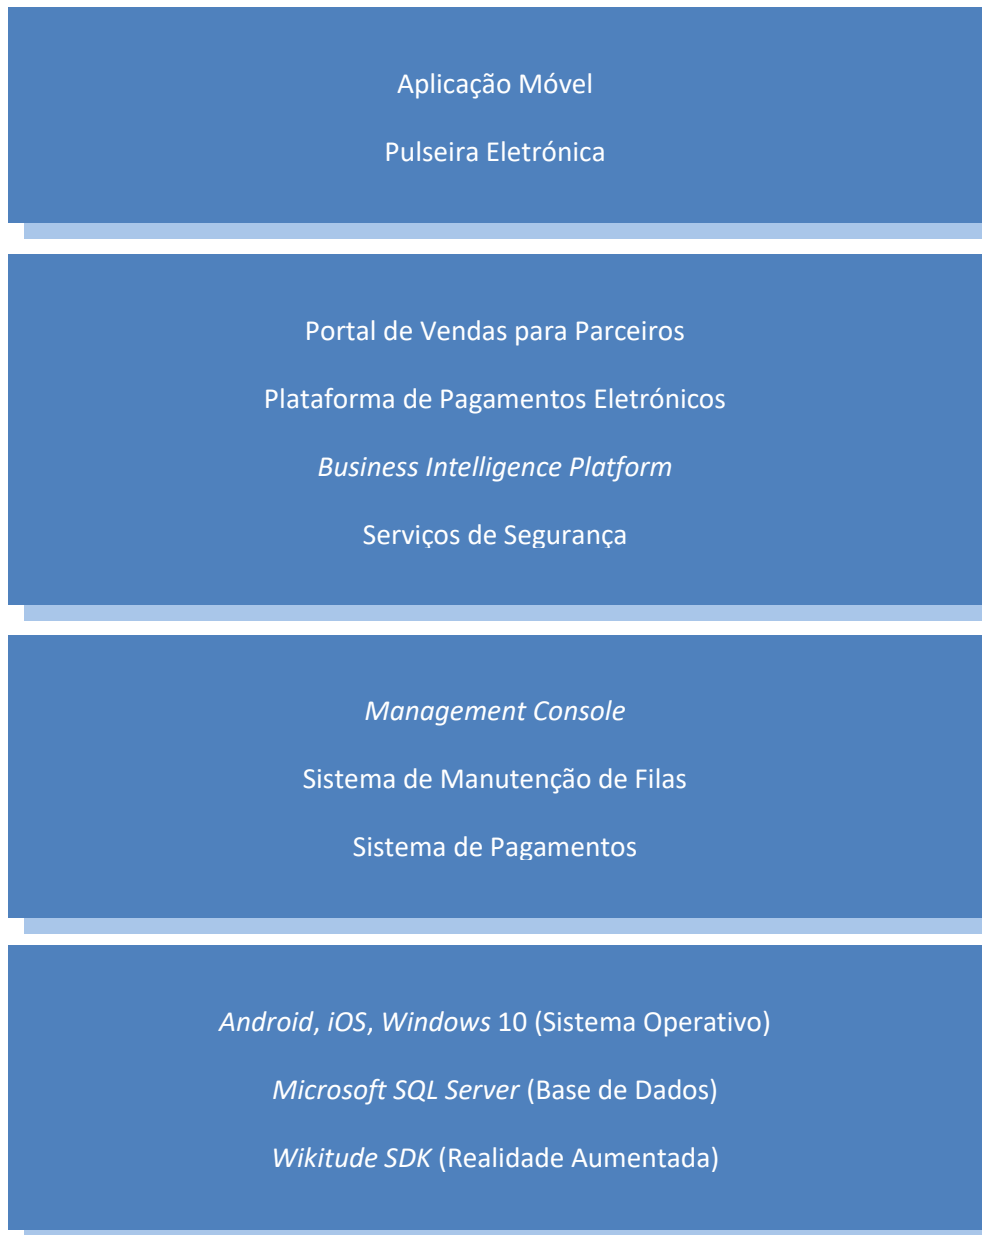 Aplicação Móvel
Pulseira Eletrónica
Portal de Vendas para Parceiros
Plataforma de Pagamentos Eletrónicos
Business Intelligence Platform
Serviços de Segurança
Management Console
Sistema de Manutenção de Filas
Sistema de Pagamentos
Android, iOS, Windows 10 (Sistema Operativo)
Microsoft SQL Server (Base de Dados)
Wikitude SDK (Realidade Aumentada)